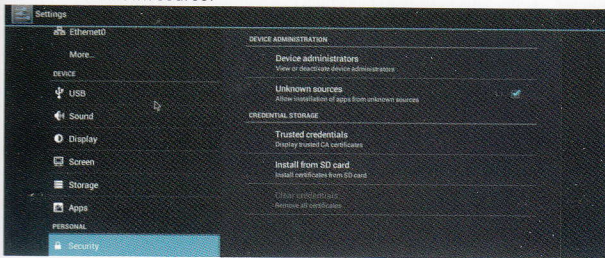 Settings
Ethernet0
More...
DEVICE
USB
Sound
Display
Screen
Storage
Apps
PERSONAL
Security
DEVICE ADMINISTRATION
Device administrators
View or deactivate device administrators
Unknown sources
Allow installation of apps from unknown sources
CREDENTIAL STORAGE
Trusted credentials
Display trusted CA certificates
Install from SD card
Install certificates from SD card
Clear credentials
Remove all certificates